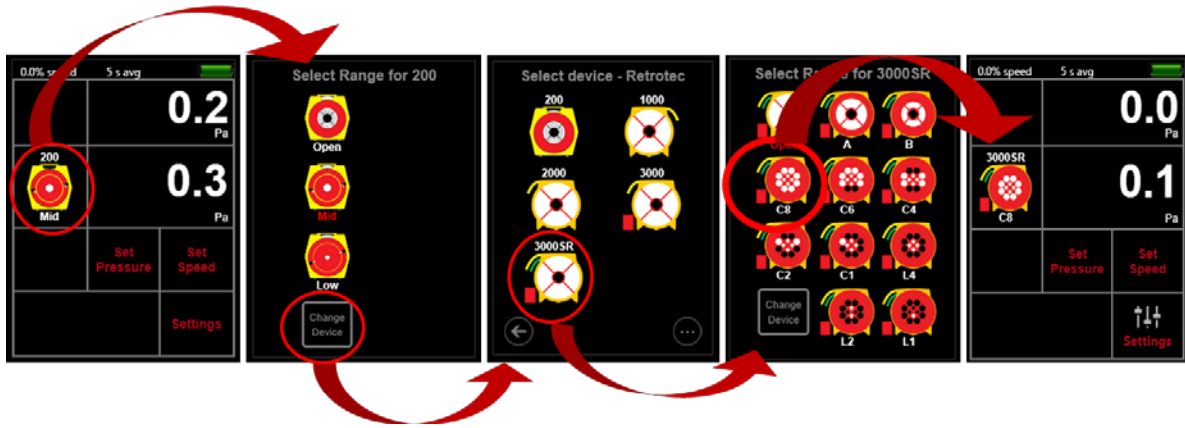 0.0% speed 5 s avg
0.2
Pa
200
Mid
0.3
Pa
Set
Pressure
Set
Speed
Settings
Select Range for 200
Open
Mid
Low
Change
Device
Select device - Retrotec
200 1000
2000 3000
3000SR
Select Range for 3000SR
Open A B
C8 C6 C4
C2 C1 L4
Change
Device
L2 L1
0.0% speed 5 s avg
0.0
Pa
3000SR
C8
0.1
Pa
Set
Pressure
Set
Speed
Settings